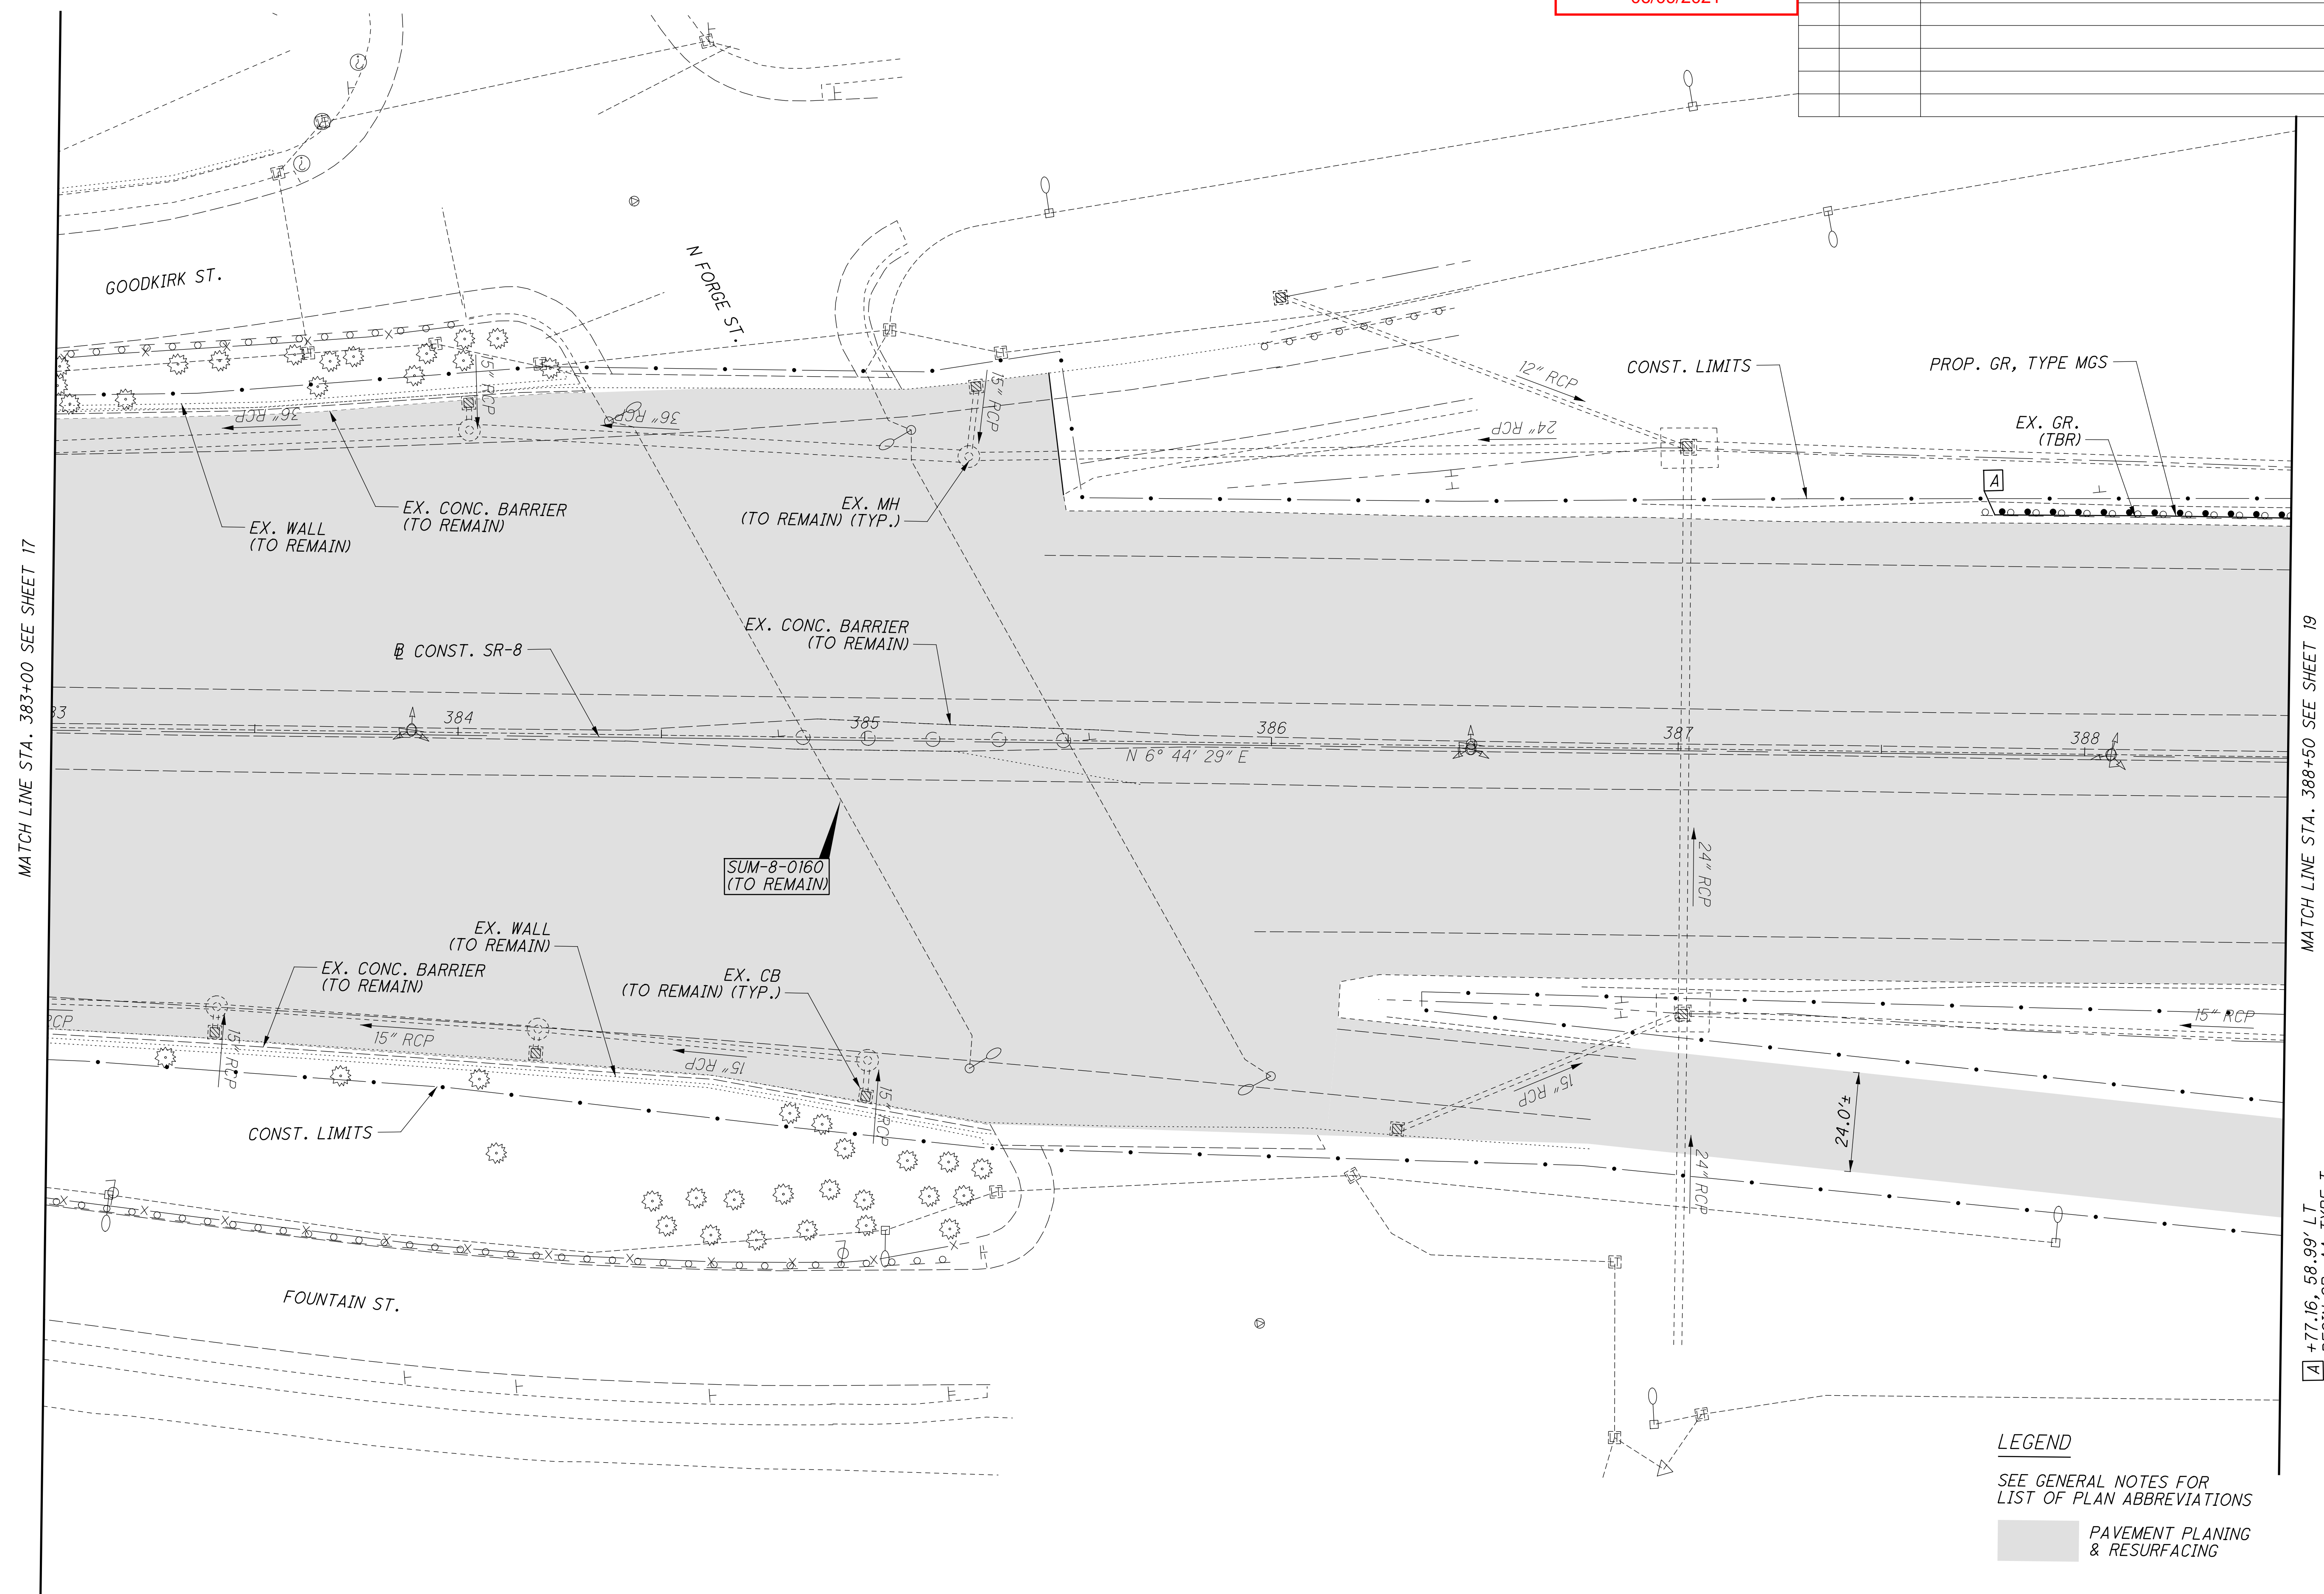 GOODKIRK ST.
N FORGE ST.
MATCH LINE STA. 383+00 SEE SHEET 17
MATCH LINE STA. 388+50 SEE SHEET 19
15" RCP
12" RCP
CONST. LIMITS
PROP. GR, TYPE MGS
EX. GR.
(TBR)
A
36" RCP
36" RCP
24" RCP
EX. WALL
(TO REMAIN)
EX. CONC. BARRIER
(TO REMAIN)
EX. MH
(TO REMAIN) (TYP.)
EX. CONC. BARRIER
(TO REMAIN)
CONST. SR-8
384
385
386
387
388
N 6° 44' 29" E
SUM-8-0160
(TO REMAIN)
24" RCP
EX. WALL
(TO REMAIN)
EX. CONC. BARRIER
(TO REMAIN)
EX. CB
(TO REMAIN) (TYP.)
RCP
15" RCP
15" RCP
15" RCP
15" RCP
15" RCP
15" RCP
24.0'±
24" RCP
CONST. LIMITS
FOUNTAIN ST.
A +77.16, 58.99' LT
LEGEND
SEE GENERAL NOTES FOR
LIST OF PLAN ABBREVIATIONS
PAVEMENT PLANING
& RESURFACING